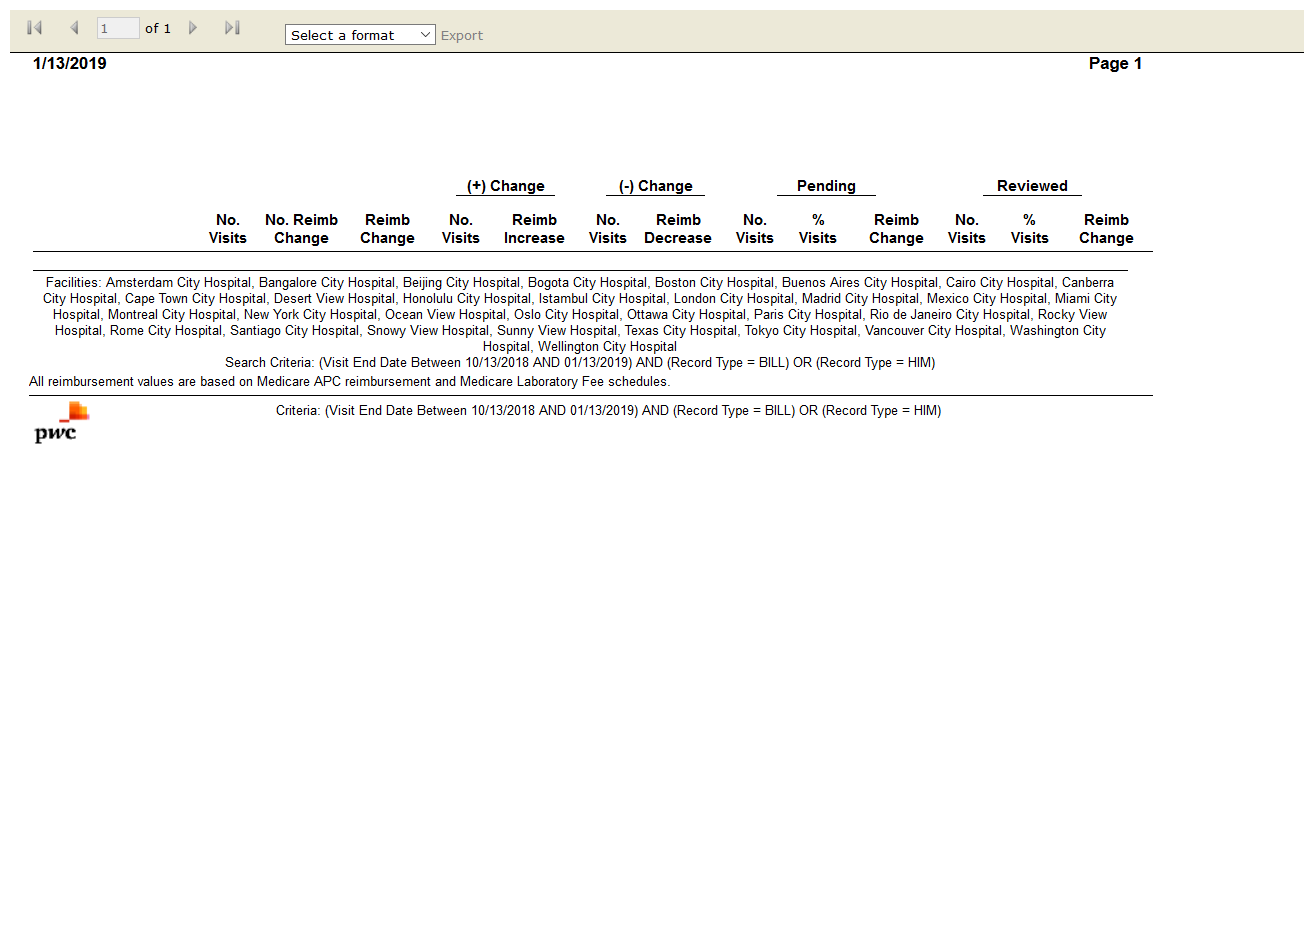 1 of 1 Select a format Export
1/13/2019 Page 1
(+) Change (-) Change Pending Reviewed
No. No. Reimb Reimb No. Reimb No. Reimb No. % Reimb No. % Reimb
Visits Change Change Visits Increase Visits Decrease Visits Visits Change Visits Visits Change
Facilities: Amsterdam City Hospital, Bangalore City Hospital, Beijing City Hospital, Bogota City Hospital, Boston City Hospital, Buenos Aires City Hospital, Cairo City Hospital, Canberra
City Hospital, Cape Town City Hospital, Desert View Hospital, Honolulu City Hospital, Istambul City Hospital, London City Hospital, Madrid City Hospital, Mexico City Hospital, Miami City
Hospital, Montreal City Hospital, New York City Hospital, Ocean View Hospital, Oslo City Hospital, Ottawa City Hospital, Paris City Hospital, Rio de Janeiro City Hospital, Rocky View
Hospital, Rome City Hospital, Santiago City Hospital, Snowy View Hospital, Sunny View Hospital, Texas City Hospital, Tokyo City Hospital, Vancouver City Hospital, Washington City
Hospital, Wellington City Hospital
Search Criteria: (Visit End Date Between 10/13/2018 AND 01/13/2019) AND (Record Type = BILL) OR (Record Type = HIM)
All reimbursement values are based on Medicare APC reimbursement and Medicare Laboratory Fee schedules.
Criteria: (Visit End Date Between 10/13/2018 AND 01/13/2019) AND (Record Type = BILL) OR (Record Type = HIM)
pwc